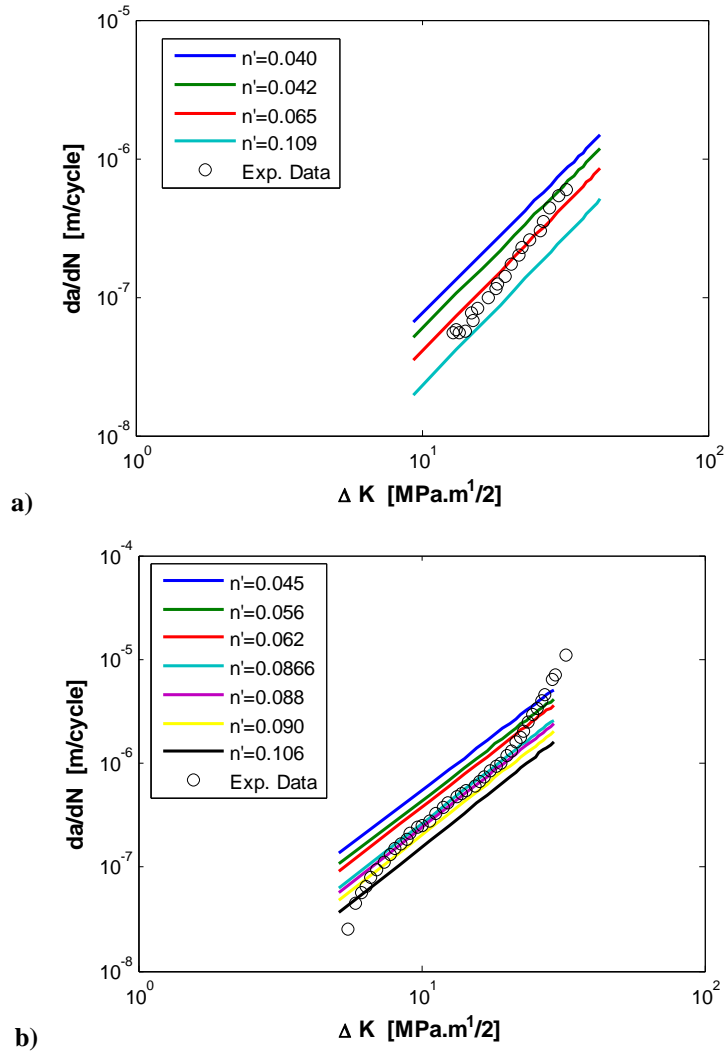 10^-5
n'=0.040
n'=0.042
n'=0.065
n'=0.109
Exp. Data
10^-6
10^-7
10^-8
da/dN [m/cycle]
10^0
10^1
10^2
Δ K [MPa.m^1/2]
a)
10^-4
n'=0.045
n'=0.056
n'=0.062
n'=0.0866
n'=0.088
n'=0.090
n'=0.106
Exp. Data
10^-5
10^-6
10^-7
10^-8
da/dN [m/cycle]
10^0
10^1
10^2
Δ K [MPa.m^1/2]
b)